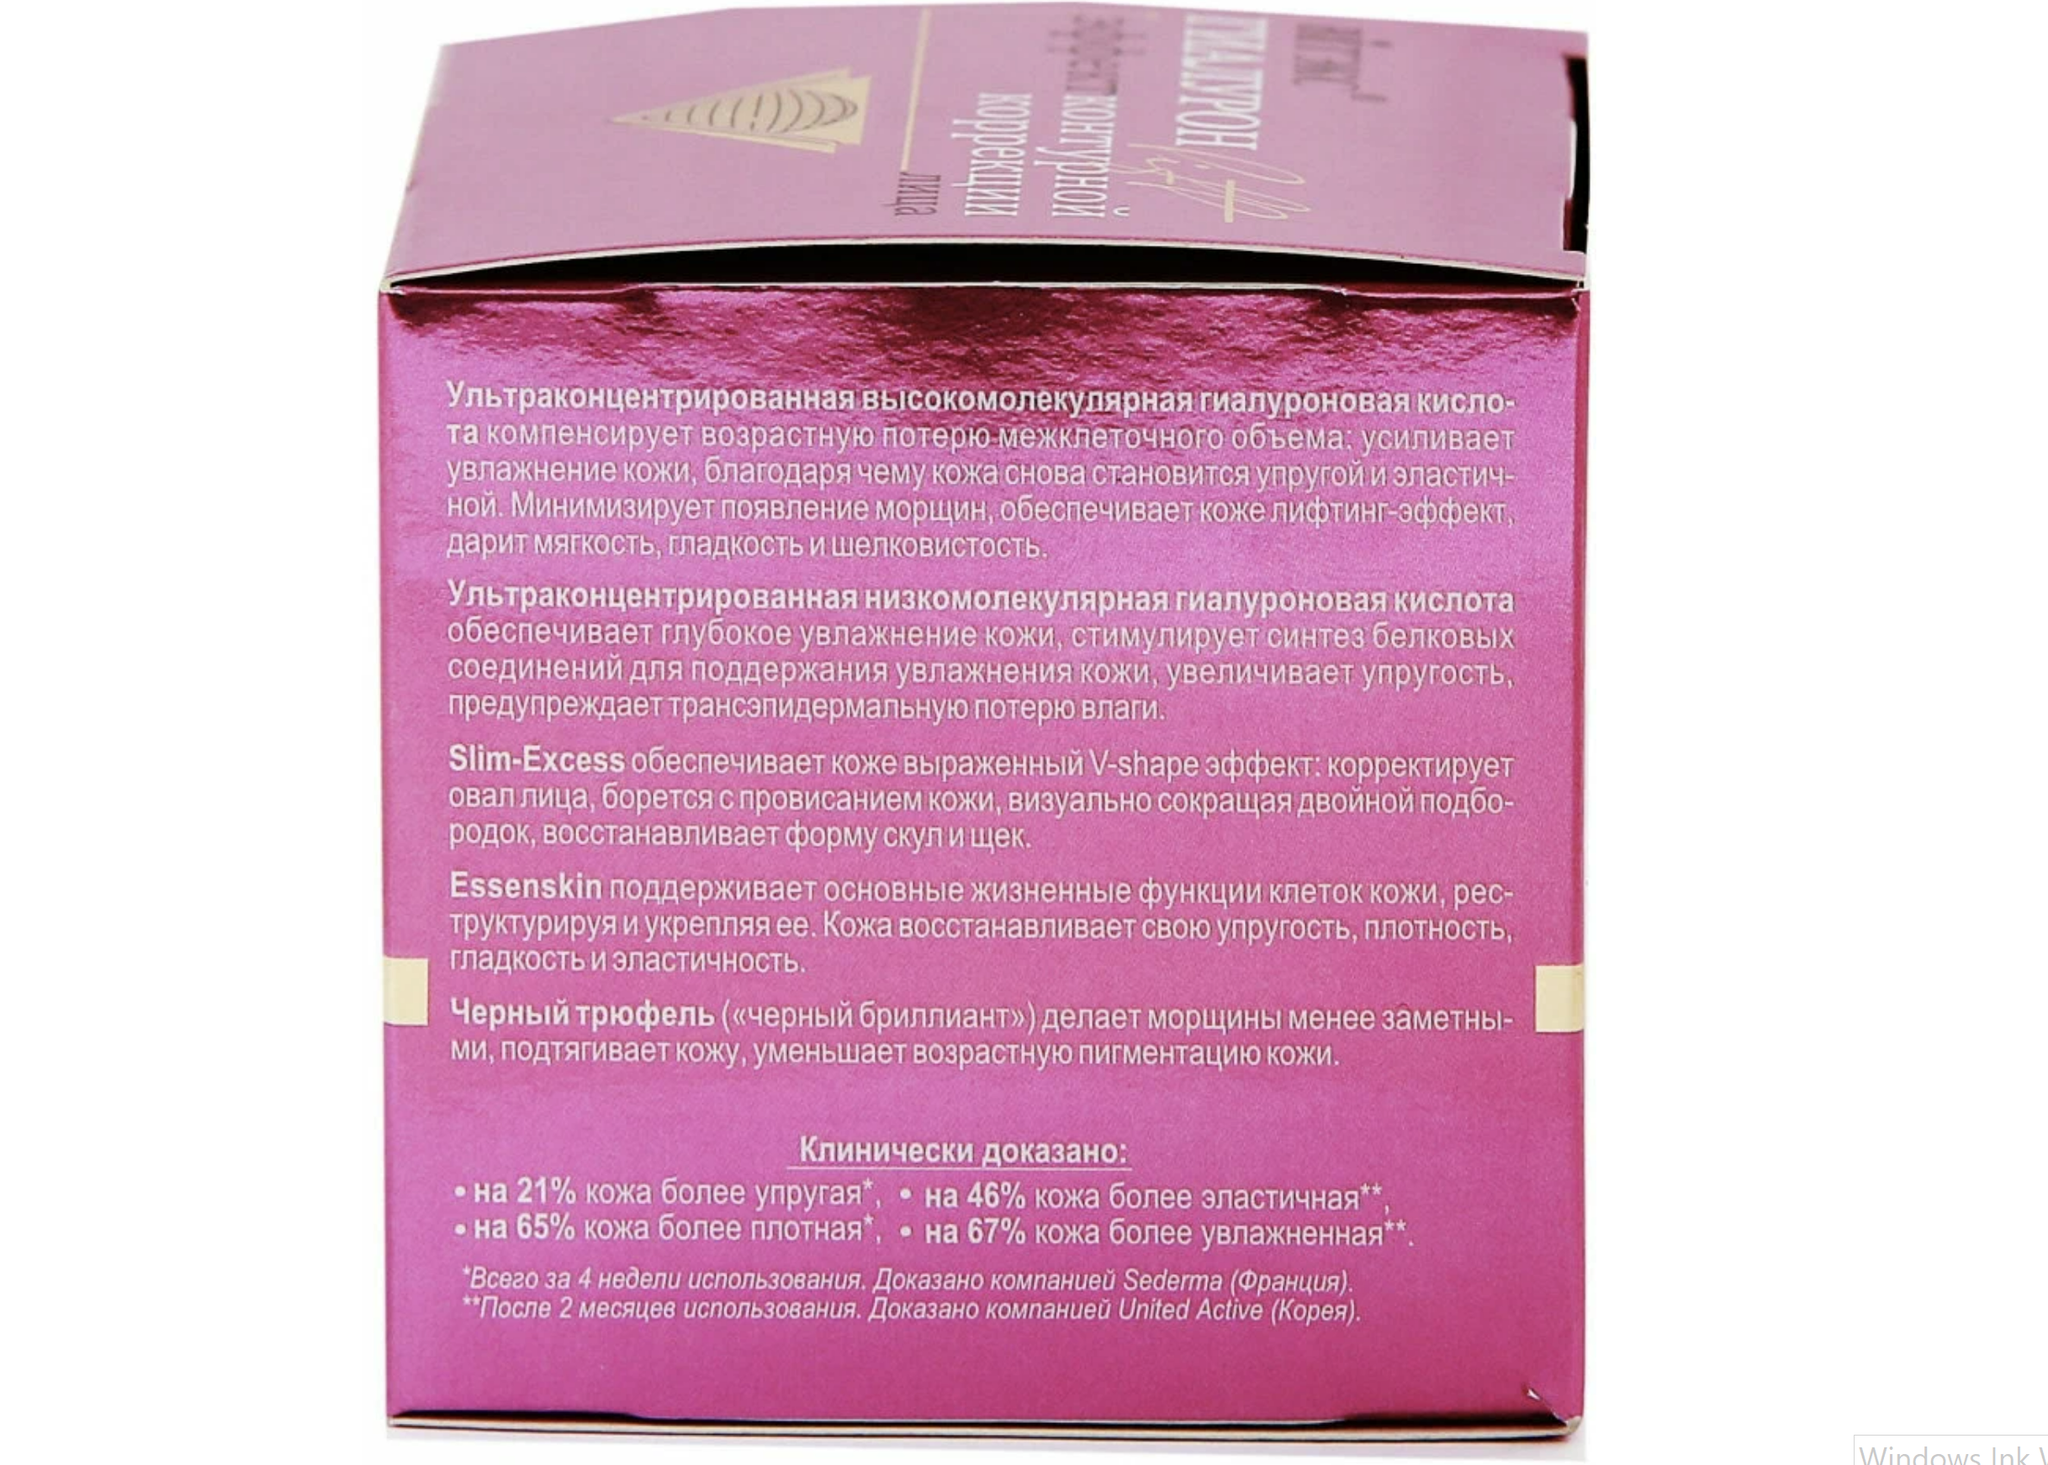 ГИАЛУРОН
эффект контурной
коррекции
лица
Ультраконцентрированная высокомолекулярная гиалуроновая кисло-
та компенсирует возрастную потерю межклеточного объема: усиливает
увлажнение кожи, благодаря чему кожа снова становится упругой и эластич-
ной. Минимизирует появление морщин, обеспечивает коже лифтинг-эффект,
дарит мягкость, гладкость и шелковистость.
Ультраконцентрированная низкомолекулярная гиалуроновая кислота
обеспечивает глубокое увлажнение кожи, стимулирует синтез белковых
соединений для поддержания увлажнения кожи, увеличивает упругость,
предупреждает трансэпидермальную потерю влаги.
Slim-Excess обеспечивает коже выраженный V-shape эффект: корректирует
овал лица, борется с провисанием кожи, визуально сокращая двойной подбо-
родок, восстанавливает форму скул и щек.
Essenskin поддерживает основные жизненные функции клеток кожи, рес-
труктурируя и укрепляя ее. Кожа восстанавливает свою упругость, плотность,
гладкость и эластичность.
Черный трюфель («черный бриллиант») делает морщины менее заметны-
ми, подтягивает кожу, уменьшает возрастную пигментацию кожи.
Клинически доказано:
• на 21% кожа более упругая*, • на 46% кожа более эластичная**,
• на 65% кожа более плотная*, • на 67% кожа более увлажненная**.
*Всего за 4 недели использования. Доказано компанией Sederma (Франция).
**После 2 месяцев использования. Доказано компанией United Active (Корея).
Windows Ink